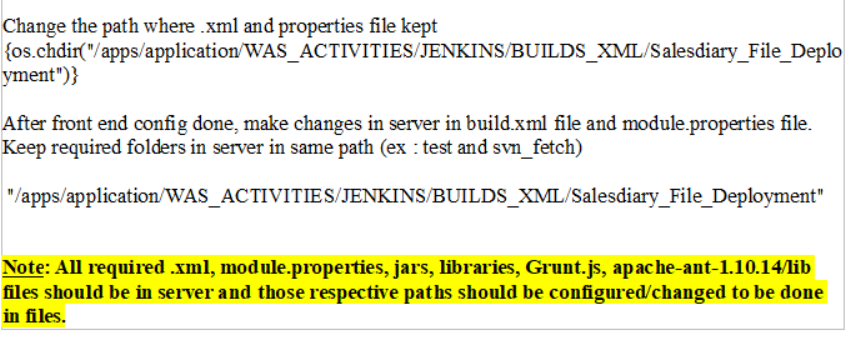 Change the path where .xml and properties file kept
{os.chdir("/apps/application/WAS_ACTIVITIES/JENKINS/BUILDS_XML/Salesdiary_File_Deplo
yment")}
After front end config done, make changes in server in build.xml file and module.properties file.
Keep required folders in server in same path (ex : test and svn_fetch)
"/apps/application/WAS_ACTIVITIES/JENKINS/BUILDS_XML/Salesdiary_File_Deployment"
Note: All required .xml, module.properties, jars, libraries, Grunt.js, apache-ant-1.10.14/lib
files should be in server and those respective paths should be configured/changed to be done
in files.